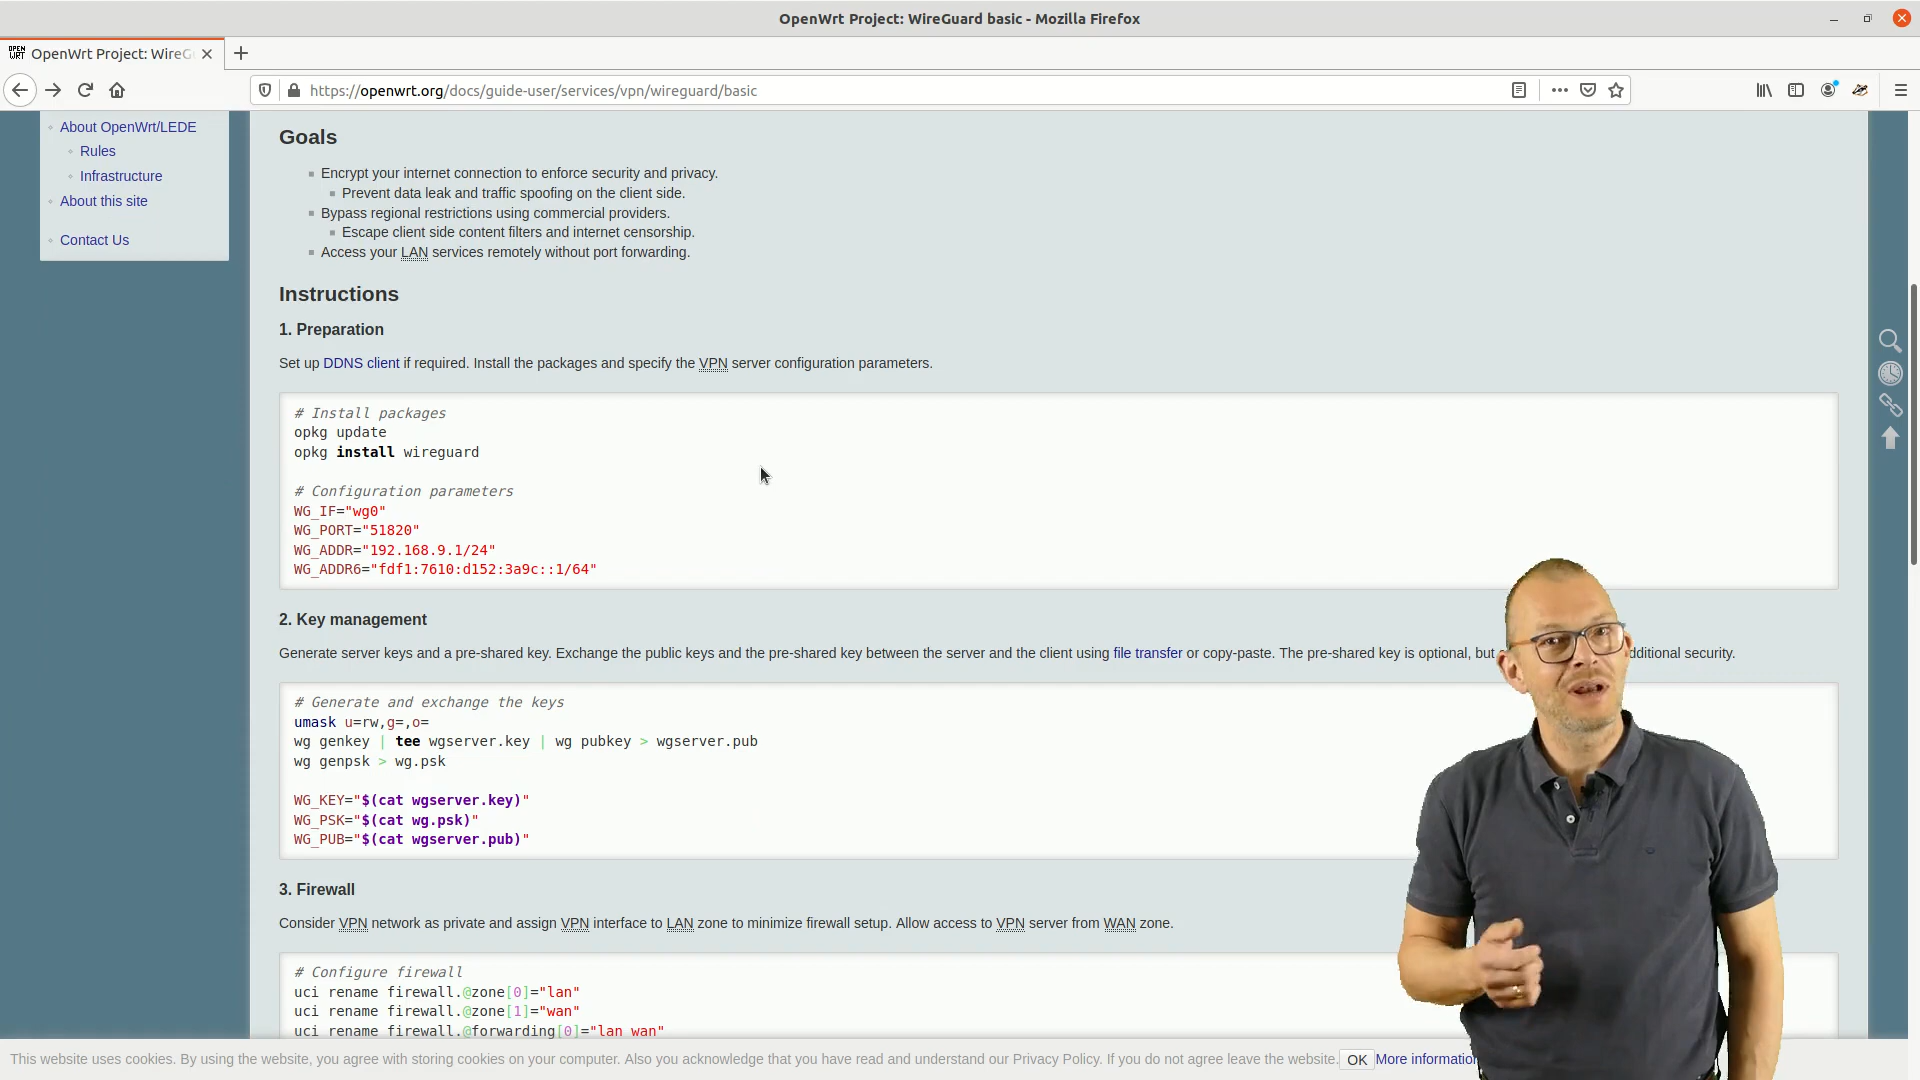 OpenWrt Project: WireGuard basic - Mozilla Firefox
OPEN
WRT
OpenWrt Project: WireG
https://openwrt.org/docs/guide-user/services/vpn/wireguard/basic
About OpenWrt/LEDE
Rules
Infrastructure
About this site
Contact Us
Goals
Encrypt your internet connection to enforce security and privacy.
Prevent data leak and traffic spoofing on the client side.
Bypass regional restrictions using commercial providers.
Escape client side content filters and internet censorship.
Access your LAN services remotely without port forwarding.
Instructions
1. Preparation
Set up DDNS client if required. Install the packages and specify the VPN server configuration parameters.
# Install packages
opkg update
opkg install wireguard
# Configuration parameters
WG_IF="wg0"
WG_PORT="51820"
WG_ADDR="192.168.9.1/24"
WG_ADDR6="fdf1:7610:d152:3a9c::1/64"
2. Key management
Generate server keys and a pre-shared key. Exchange the public keys and the pre-shared key between the server and the client using file transfer or copy-paste. The pre-shared key is optional, but dditional security.
# Generate and exchange the keys
umask u=rw,g=,o=
wg genkey | tee wgserver.key | wg pubkey > wgserver.pub
wg genpsk > wg.psk
WG_KEY="$(cat wgserver.key)"
WG_PSK="$(cat wg.psk)"
WG_PUB="$(cat wgserver.pub)"
3. Firewall
Consider VPN network as private and assign VPN interface to LAN zone to minimize firewall setup. Allow access to VPN server from WAN zone.
# Configure firewall
uci rename firewall.@zone[0]="lan"
uci rename firewall.@zone[1]="wan"
uci rename firewall.@forwarding[0]="lan_wan"
This website uses cookies. By using the website, you agree with storing cookies on your computer. Also you acknowledge that you have read and understand our Privacy Policy. If you do not agree leave the website. OK More information